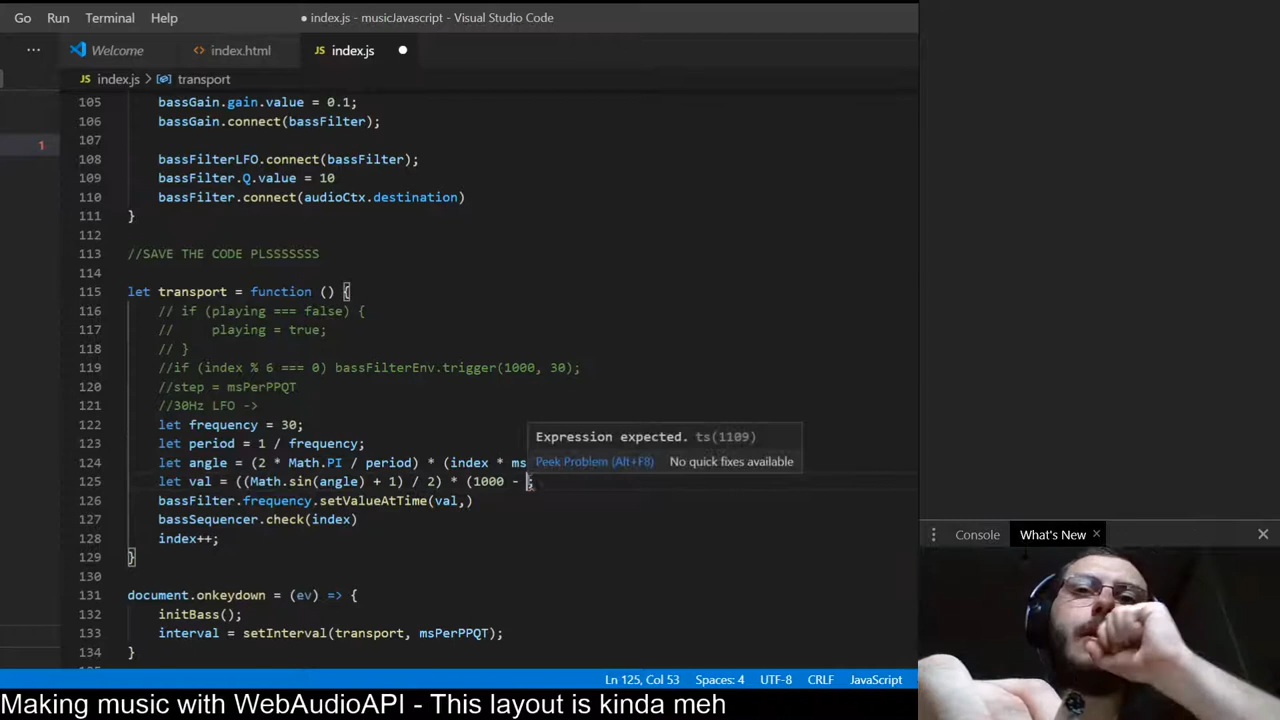 Go Run Terminal Help ● index.js - musicJavascript - Visual Studio Code
··· Welcome <> index.html JS index.js ●
JS index.js > transport
1
105 bassGain.gain.value = 0.1;
106 bassGain.connect(bassFilter);
107
108 bassFilterLFO.connect(bassFilter);
109 bassFilter.Q.value = 10
110 bassFilter.connect(audioCtx.destination)
111 }
112
113 //SAVE THE CODE PLSSSSSSS
114
115 let transport = function () {
116 // if (playing === false) {
117 //     playing = true;
118 // }
119 //if (index % 6 === 0) bassFilterEnv.trigger(1000, 30);
120 //step = msPerPPQT
121 //30Hz LFO ->
122 let frequency = 30;
123 let period = 1 / frequency;
Expression expected. ts(1109)
Peek Problem (Alt+F8) No quick fixes available
124 let angle = (2 * Math.PI / period) * (index * ms
125 let val = ((Math.sin(angle) + 1) / 2) * (1000 - ;
126 bassFilter.frequency.setValueAtTime(val,)
127 bassSequencer.check(index)
128 index++;
129 }
130
131 document.onkeydown = (ev) => {
132 initBass();
133 interval = setInterval(transport, msPerPPQT);
134 }
Console What's New × ×
Ln 125, Col 53 Spaces: 4 UTF-8 CRLF JavaScript
Making music with WebAudioAPI - This layout is kinda meh